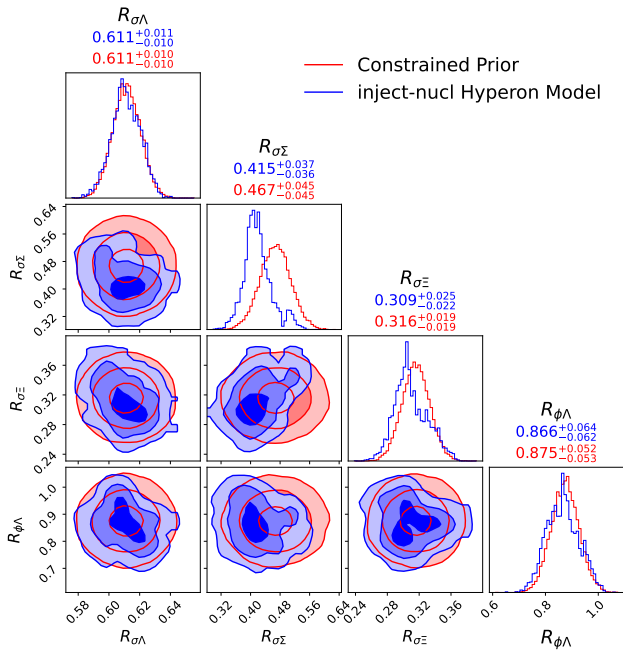 R_{σΛ}
0.611^{+0.011}_{−0.010}
0.611^{+0.010}_{−0.010}
Constrained Prior
inject-nucl Hyperon Model
R_{σΣ}
0.415^{+0.037}_{−0.036}
0.467^{+0.045}_{−0.045}
R_{σΞ}
0.309^{+0.025}_{−0.022}
0.316^{+0.019}_{−0.019}
R_{ϕΛ}
0.866^{+0.064}_{−0.062}
0.875^{+0.052}_{−0.053}
R_{σΣ}
0.64
0.56
0.48
0.40
0.32
R_{σΞ}
0.36
0.32
0.28
0.24
R_{ϕΛ}
1.0
0.9
0.8
0.7
0.58 0.60 0.62 0.64
0.32 0.40 0.48 0.56 0.64
0.24 0.28 0.32 0.36
0.6 0.8 1.0
R_{σΛ}
R_{σΣ}
R_{σΞ}
R_{ϕΛ}